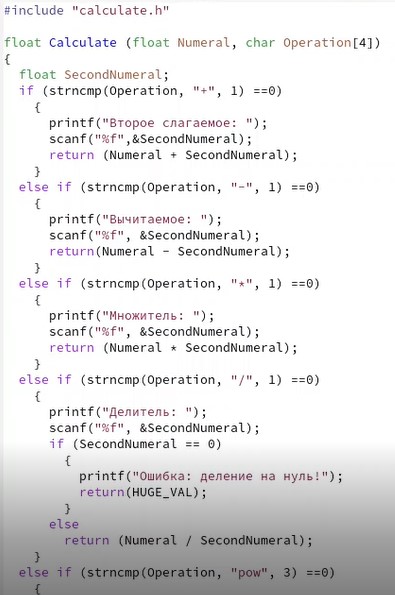 #include "calculate.h"
float Calculate (float Numeral, char Operation[4])
{
float SecondNumeral;
if (strncmp(Operation, "+", 1) ==0)
{
printf("Второе слагаемое: ");
scanf("%f",&SecondNumeral);
return (Numeral + SecondNumeral);
}
else if (strncmp(Operation, "-", 1) ==0)
{
printf("Вычитаемое: ");
scanf("%f", &SecondNumeral);
return(Numeral - SecondNumeral);
}
else if (strncmp(Operation, "*", 1) ==0)
{
printf("Множитель: ");
scanf("%f", &SecondNumeral);
return (Numeral * SecondNumeral);
}
else if (strncmp(Operation, "/", 1) ==0)
{
printf("Делитель: ");
scanf("%f", &SecondNumeral);
if (SecondNumeral == 0)
{
printf("Ошибка: деление на нуль!");
return(HUGE_VAL);
}
else
return (Numeral / SecondNumeral);
}
else if (strncmp(Operation, "pow", 3) ==0)
{